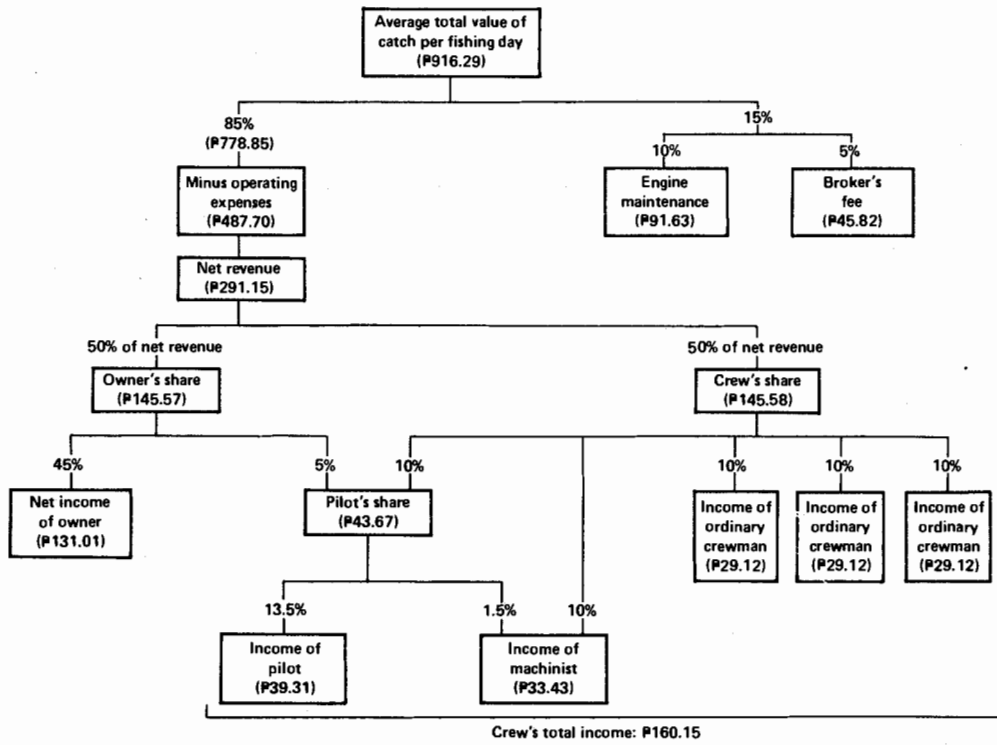 Average total value of
catch per fishing day
(₱916.29)
85%
(₱778.85)
15%
10%
5%
Minus operating
expenses
(₱487.70)
Engine
maintenance
(₱91.63)
Broker's
fee
(₱45.82)
Net revenue
(₱291.15)
50% of net revenue
50% of net revenue
Owner's share
(₱145.57)
Crew's share
(₱145.58)
45%
5%
10%
10%
10%
10%
Net income
of owner
(₱131.01)
Pilot's share
(₱43.67)
Income of
ordinary
crewman
(₱29.12)
Income of
ordinary
crewman
(₱29.12)
Income of
ordinary
crewman
(₱29.12)
13.5%
1.5%
10%
Income of
pilot
(₱39.31)
Income of
machinist
(₱33.43)
Crew's total income: ₱160.15